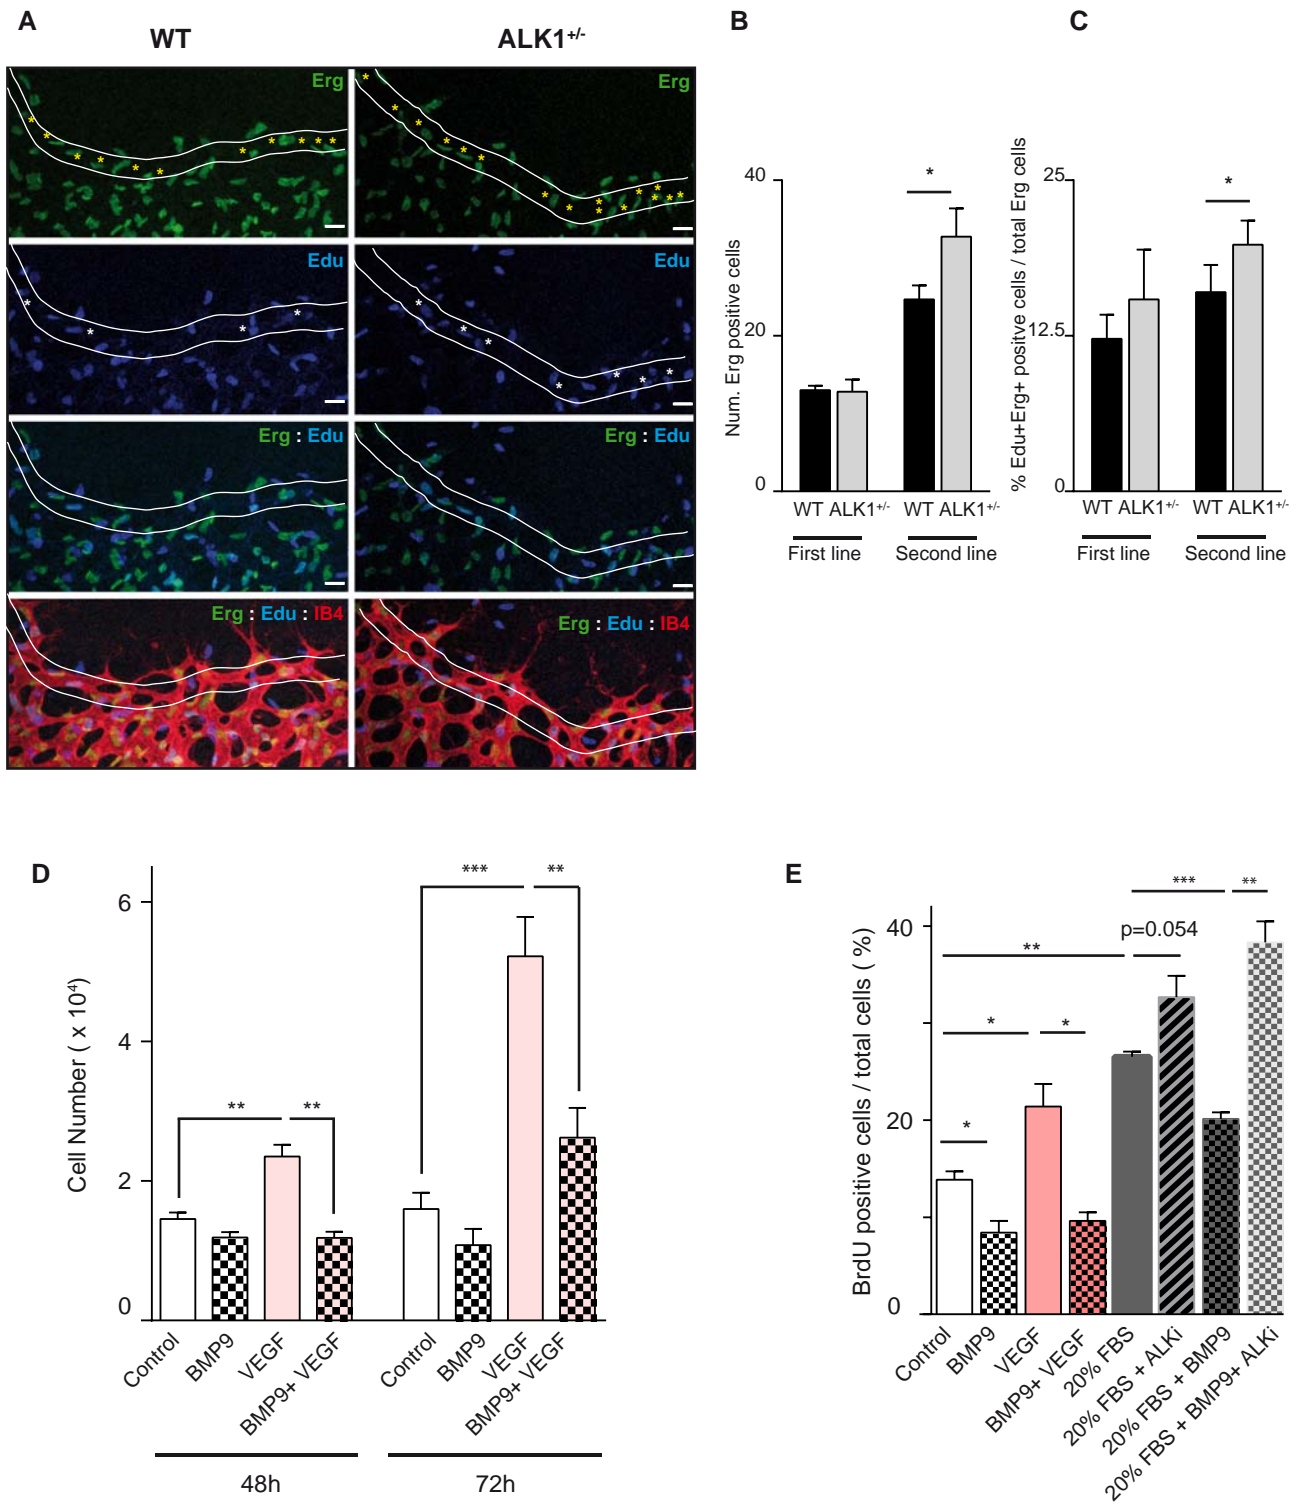 A
WT
ALK1+/-
Erg
Erg
Edu
Edu
Erg : Edu
Erg : Edu
Erg : Edu : IB4
Erg : Edu : IB4
B
Num. Erg positive cells
40
20
0
*
WT ALK1+/-
WT ALK1+/-
First line
Second line
C
% Edu+Erg+ positive cells / total Erg cells
25
12.5
0
*
WT ALK1+/-
WT ALK1+/-
First line
Second line
D
Cell Number ( x 10⁴)
6
4
2
0
**
**
***
**
Control
BMP9
VEGF
BMP9+ VEGF
Control
BMP9
VEGF
BMP9+ VEGF
48h
72h
E
BrdU positive cells / total cells ( %)
40
20
0
***
**
p=0.054
**
*
*
*
Control
BMP9
VEGF
BMP9+ VEGF
20% FBS
20% FBS + ALKi
20% FBS + BMP9
20% FBS + BMP9+ ALKi